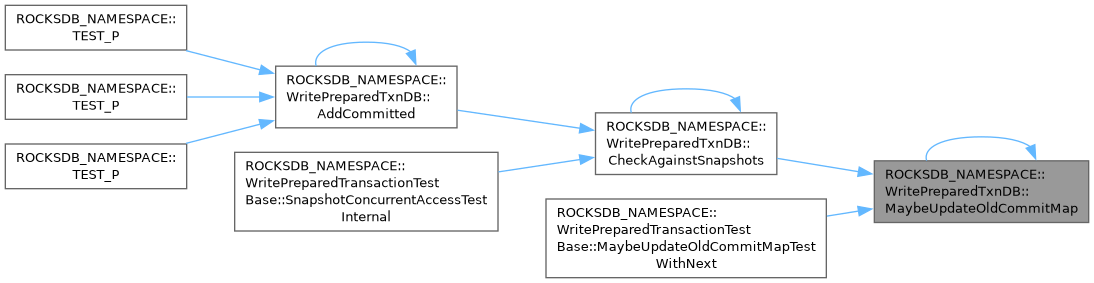 ROCKSDB_NAMESPACE::
TEST_P
ROCKSDB_NAMESPACE::
TEST_P
ROCKSDB_NAMESPACE::
TEST_P
ROCKSDB_NAMESPACE::
WritePreparedTxnDB::
AddCommitted
ROCKSDB_NAMESPACE::
WritePreparedTransactionTest
Base::SnapshotConcurrentAccessTest
Internal
ROCKSDB_NAMESPACE::
WritePreparedTxnDB::
CheckAgainstSnapshots
ROCKSDB_NAMESPACE::
WritePreparedTransactionTest
Base::MaybeUpdateOldCommitMapTest
WithNext
ROCKSDB_NAMESPACE::
WritePreparedTxnDB::
MaybeUpdateOldCommitMap